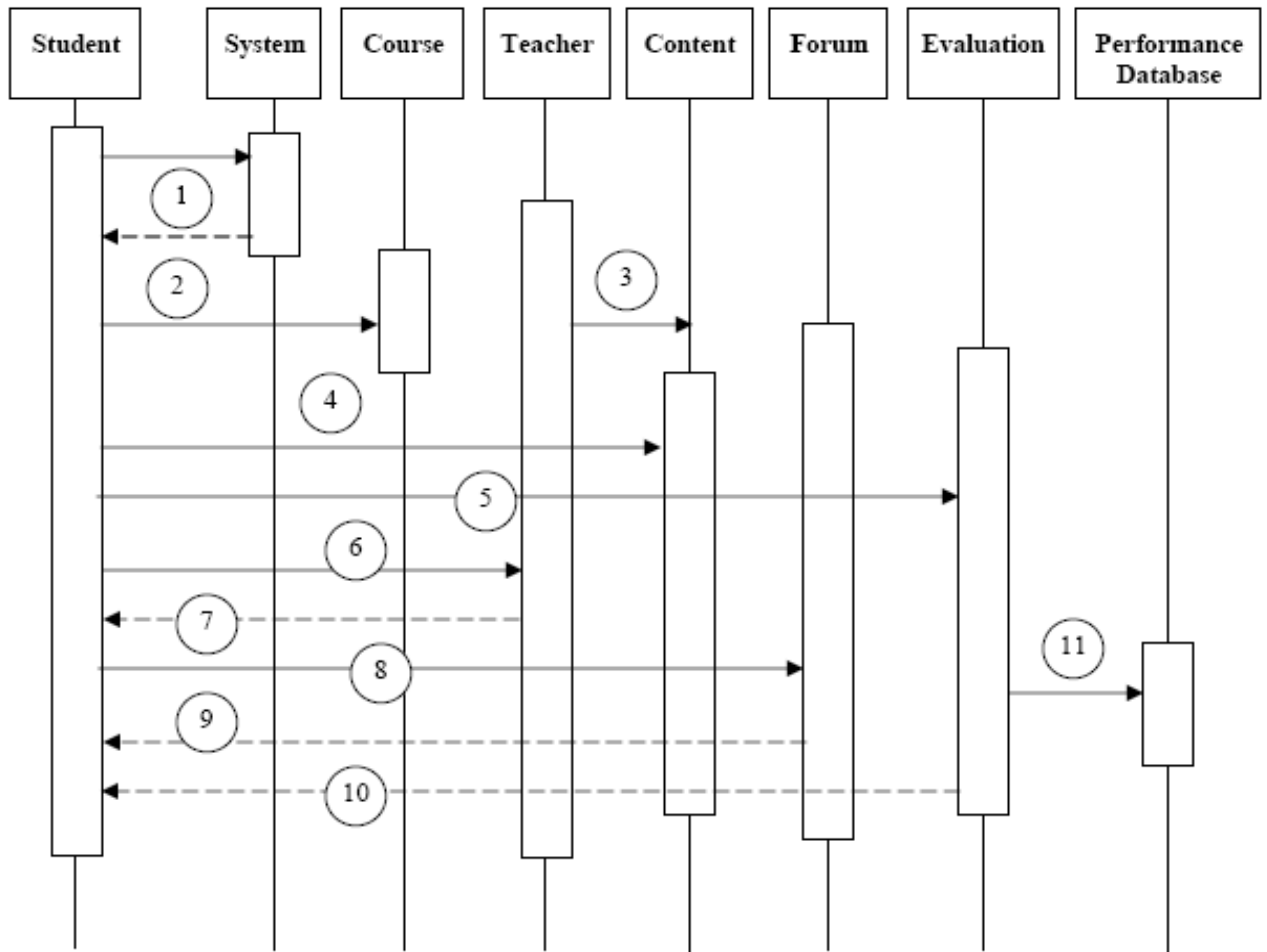 Student
System
Course
Teacher
Content
Forum
Evaluation
Performance
Database
1
2
3
4
5
6
7
8
11
9
10